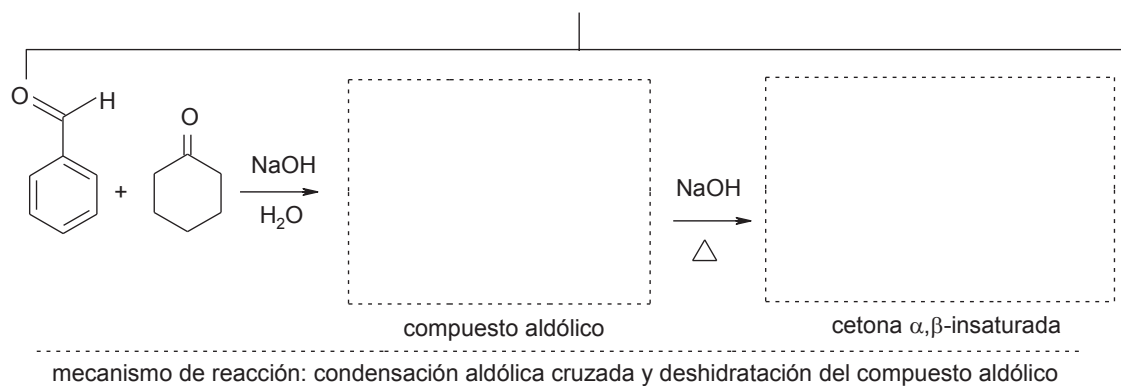 O
H
O
+
NaOH
H₂O
NaOH
△
compuesto aldólico
cetona α,β-insaturada
mecanismo de reacción: condensación aldólica cruzada y deshidratación del compuesto aldólico